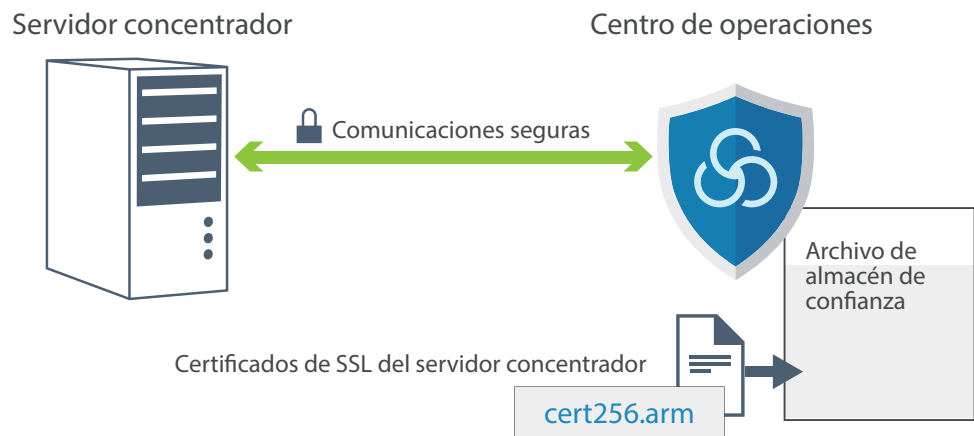 Servidor concentrador
Centro de operaciones
Comunicaciones seguras
Archivo de
almacén de
confianza
Certificados de SSL del servidor concentrador
cert256.arm